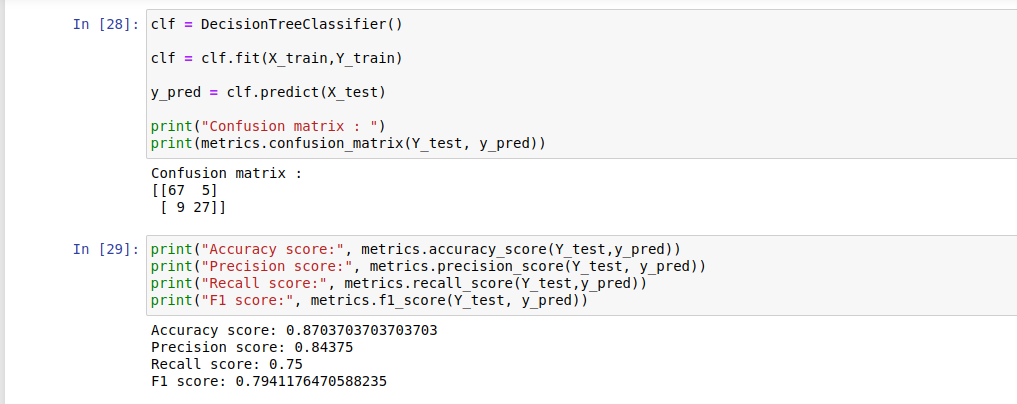 In [28]: clf = DecisionTreeClassifier()
clf = clf.fit(X_train,Y_train)
y_pred = clf.predict(X_test)
print("Confusion matrix : ")
print(metrics.confusion_matrix(Y_test, y_pred))
Confusion matrix :
[[67  5]
 [ 9 27]]
In [29]: print("Accuracy score:", metrics.accuracy_score(Y_test,y_pred))
print("Precision score:", metrics.precision_score(Y_test, y_pred))
print("Recall score:", metrics.recall_score(Y_test,y_pred))
print("F1 score:", metrics.f1_score(Y_test, y_pred))
Accuracy score: 0.8703703703703703
Precision score: 0.84375
Recall score: 0.75
F1 score: 0.7941176470588235